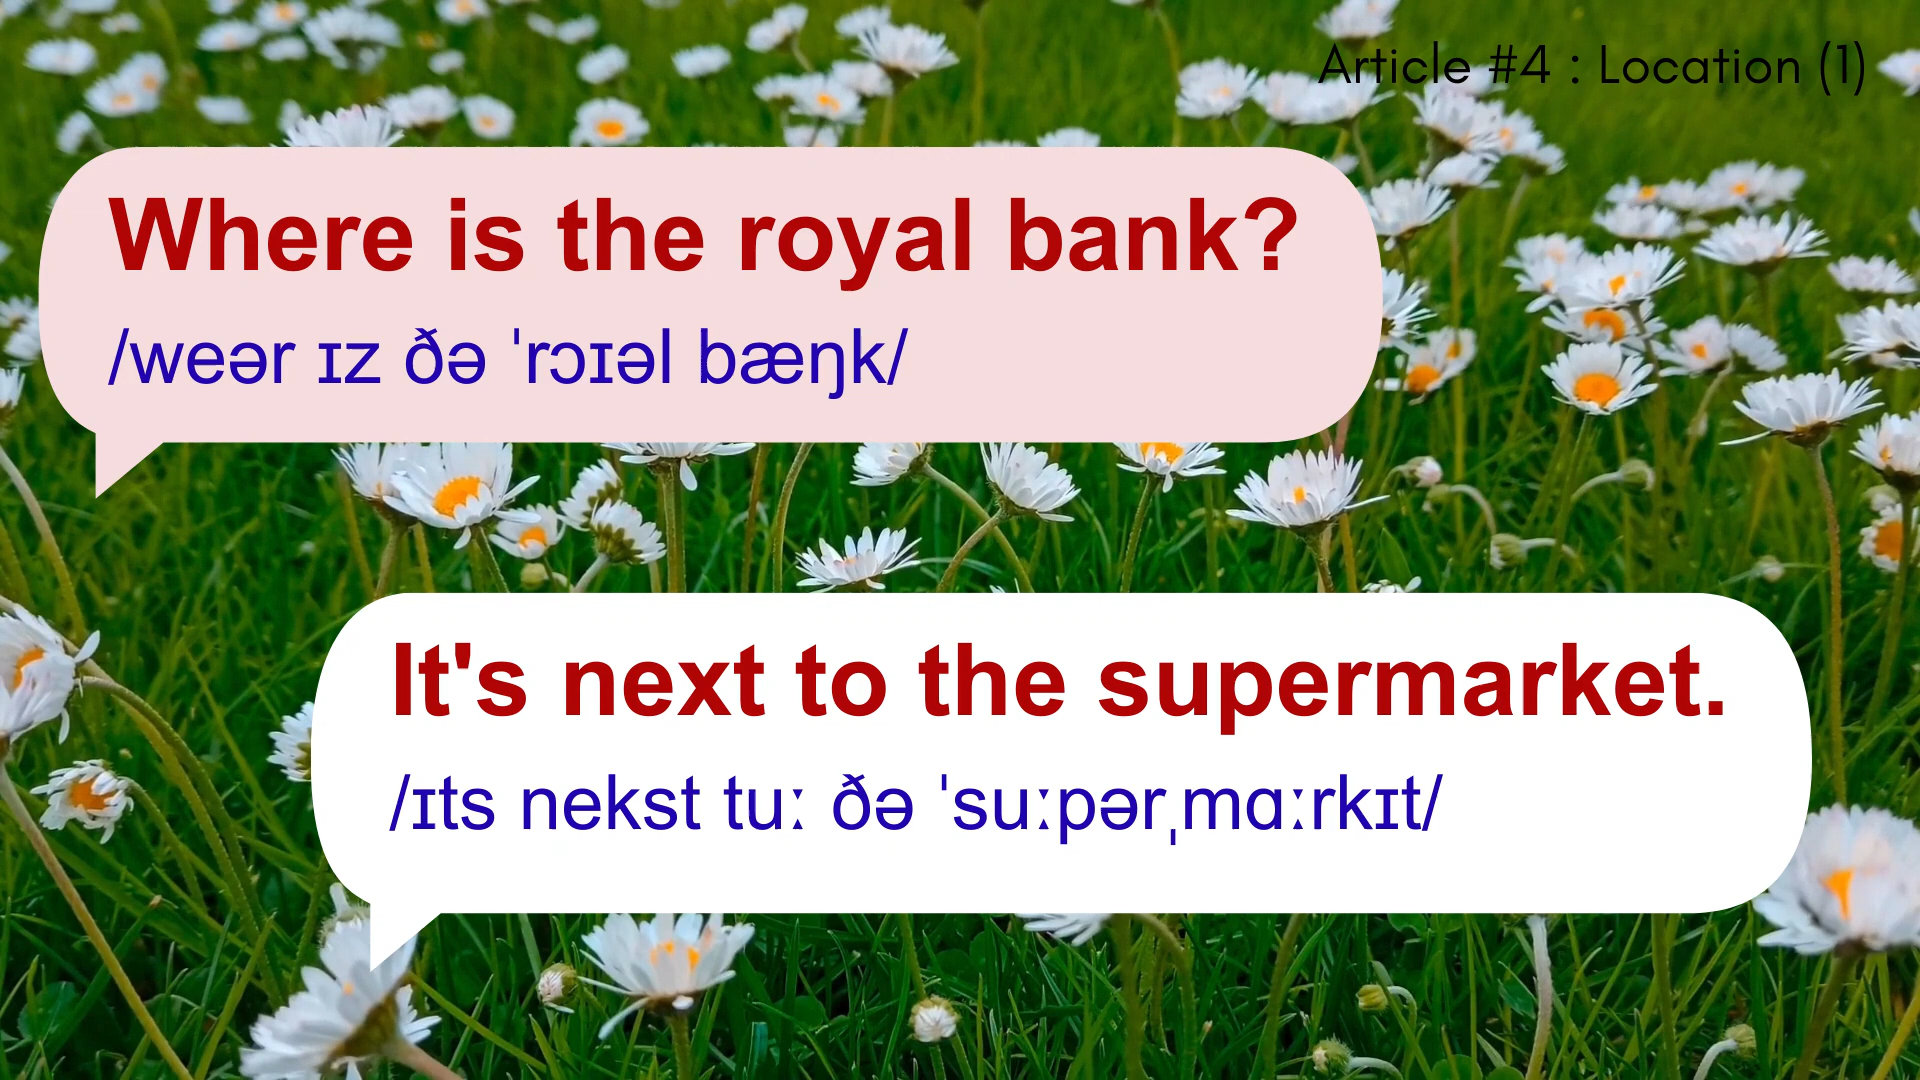 Article #4 : Location (1)
Where is the royal bank?
/weər ɪz ðə ˈrɔɪəl bæŋk/
It's next to the supermarket.
/ɪts nekst tuː ðə ˈsuːpərˌmɑːrkɪt/